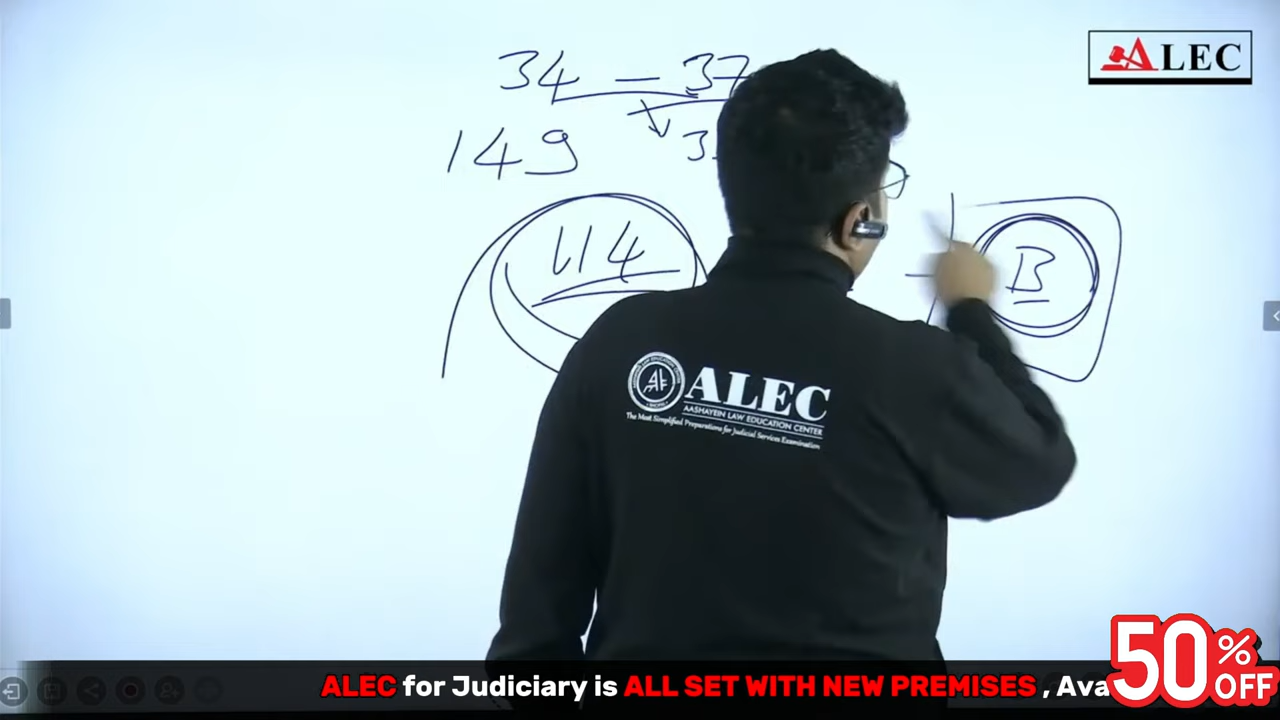 34 – 37
149
114
B
ALEC
ALEC
AASHAYEIN LAW EDUCATION CENTER
The Most Simplified Preparations for Judicial Services Examination
ALEC for Judiciary is ALL SET WITH NEW PREMISES , Ava
50% OFF